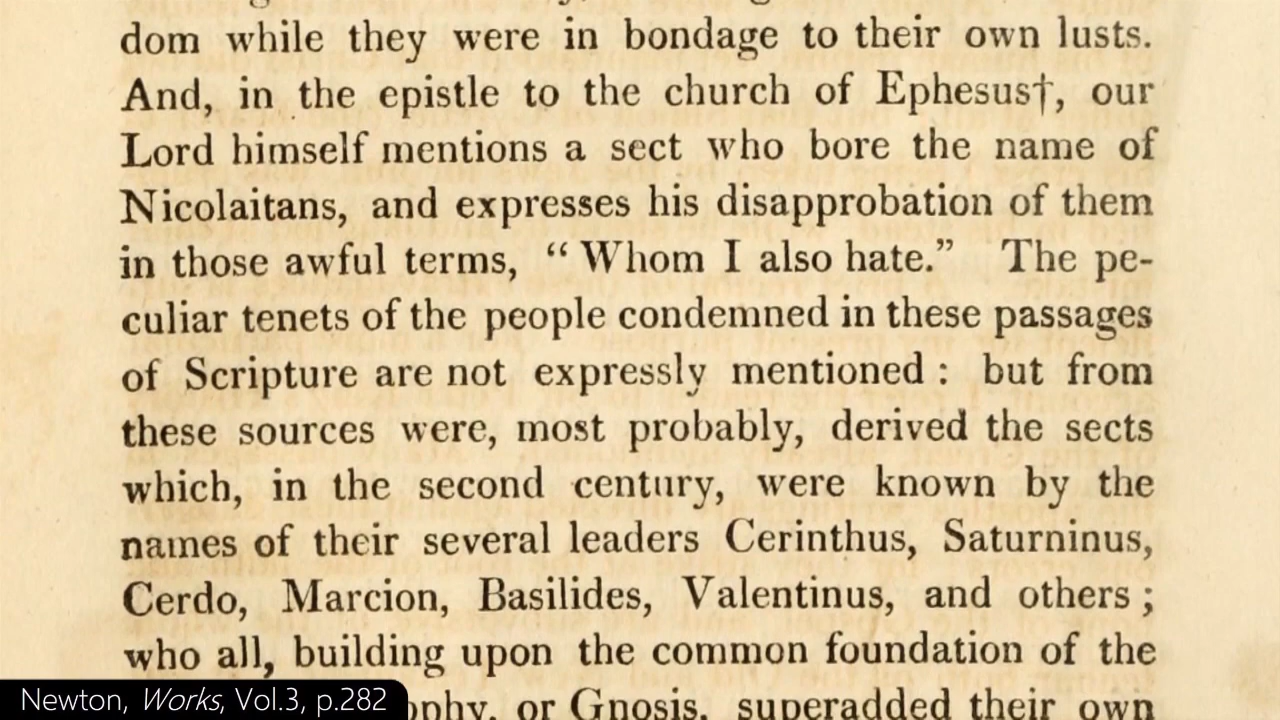 dom while they were in bondage to their own lusts.
And, in the epistle to the church of Ephesus†, our
Lord himself mentions a sect who bore the name of
Nicolaitans, and expresses his disapprobation of them
in those awful terms, “ Whom I also hate.” The pe-
culiar tenets of the people condemned in these passages
of Scripture are not expressly mentioned : but from
these sources were, most probably, derived the sects
which, in the second century, were known by the
names of their several leaders Cerinthus, Saturninus,
Cerdo, Marcion, Basilides, Valentinus, and others ;
who all, building upon the common foundation of the
or Gnosis, superadded their own
Newton, Works, Vol.3, p.282